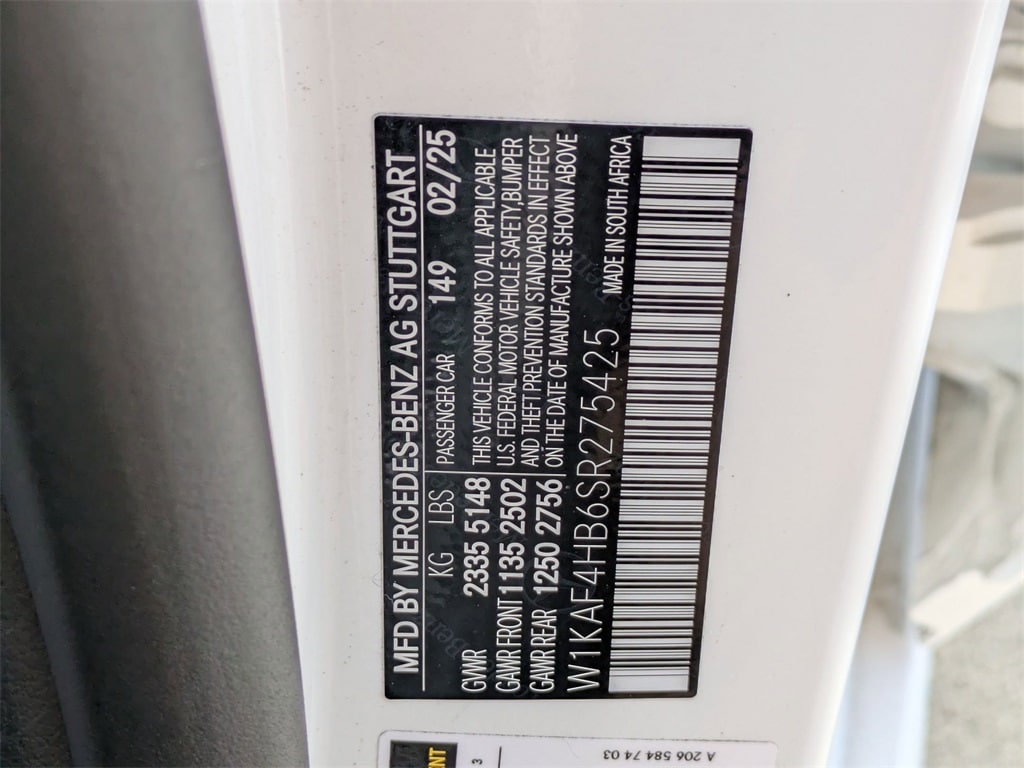 MFD BY MERCEDES-BENZ AG STUTTGART
KG LBS PASSENGER CAR 149 02/25
GVWR 2335 5148 THIS VEHICLE CONFORMS TO ALL APPLICABLE
GAWR FRONT 1135 2502 U.S. FEDERAL MOTOR VEHICLE SAFETY,BUMPER
GAWR REAR 1250 2756 AND THEFT PREVENTION STANDARDS IN EFFECT
ON THE DATE OF MANUFACTURE SHOWN ABOVE
W1KAF4HB6SR275425 MADE IN SOUTH AFRICA
ENT
3
A 206 584 74 03